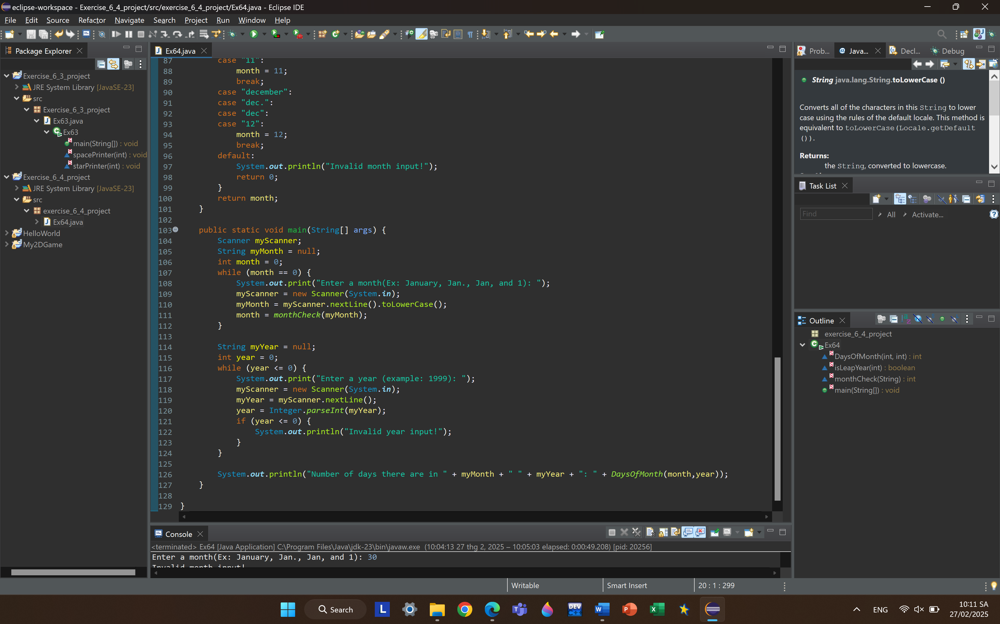 eclipse-workspace - Exercise_6_4_project/src/exercise_6_4_project/Ex64.java - Eclipse IDE
File Edit Source Refactor Navigate Search Project Run Window Help
Package Explorer
Exercise_6_3_project
JRE System Library [JavaSE-23]
src
Exercise_6_3_project
Ex63.java
Ex63
main(String[]) : void
spacePrinter(int) : void
starPrinter(int) : void
Exercise_6_4_project
JRE System Library [JavaSE-23]
src
exercise_6_4_project
Ex64.java
HelloWorld
My2DGame
Ex64.java
87 case "11":
88 month = 11;
89 break;
90 case "december":
91 case "dec.":
92 case "dec":
93 case "12":
94 month = 12;
95 break;
96 default:
97 System.out.println("Invalid month input!");
98 return 0;
99 }
100 return month;
101 }
102
103 public static void main(String[] args) {
104 Scanner myScanner;
105 String myMonth = null;
106 int month = 0;
107 while (month == 0) {
108 System.out.print("Enter a month(Ex: January, Jan., Jan, and 1): ");
109 myScanner = new Scanner(System.in);
110 myMonth = myScanner.nextLine().toLowerCase();
111 month = monthCheck(myMonth);
112 }
113
114 String myYear = null;
115 int year = 0;
116 while (year <= 0) {
117 System.out.print("Enter a year (example: 1999): ");
118 myScanner = new Scanner(System.in);
119 myYear = myScanner.nextLine();
120 year = Integer.parseInt(myYear);
121 if (year <= 0) {
122 System.out.println("Invalid year input!");
123 }
124 }
125
126 System.out.println("Number of days there are in " + myMonth + " " + myYear + ": " + DaysOfMonth(month,year));
127 }
128
129 }
Console
<terminated> Ex64 [Java Application] C:\Program Files\Java\jdk-23\bin\javaw.exe (10:04:13 27 thg 2, 2025 – 10:05:03 elapsed: 0:00:49.208) [pid: 20256]
Enter a month(Ex: January, Jan., Jan, and 1): 30
Invalid month input!
Prob... Java... Decl... Debug
String java.lang.String.toLowerCase ()
Converts all of the characters in this String to lower
case using the rules of the default locale. This method is
equivalent to toLowerCase(Locale.getDefault
()).
Returns:
the String, converted to lowercase.
Task List
Find All Activate...
Outline
exercise_6_4_project
Ex64
DaysOfMonth(int, int) : int
isLeapYear(int) : boolean
monthCheck(String) : int
main(String[]) : void
Writable Smart Insert 20 : 1 : 299
Search
L
DEV
C++
T
W
P
X
ENG
10:11 SA
27/02/2025